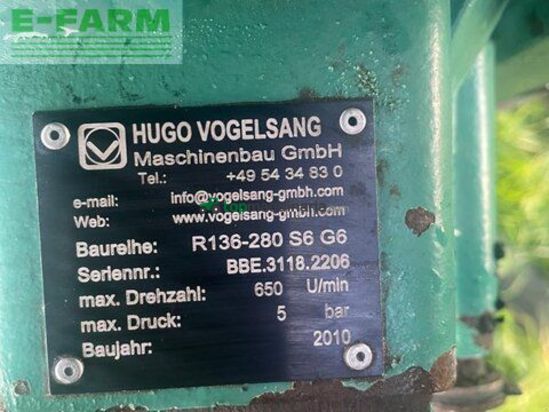 E-FARM
HUGO VOGELSANG
Maschinenbau GmbH
Tel.: +49 54 34 83 0
e-mail: info@vogelsang-gmbh.com
Web: www.vogelsang-gmbh.com
Baureihe: R136-280 S6 G6
Seriennr.: BBE.3118.2206
max. Drehzahl: 650 U/min
max. Druck: 5 bar
Baujahr: 2010